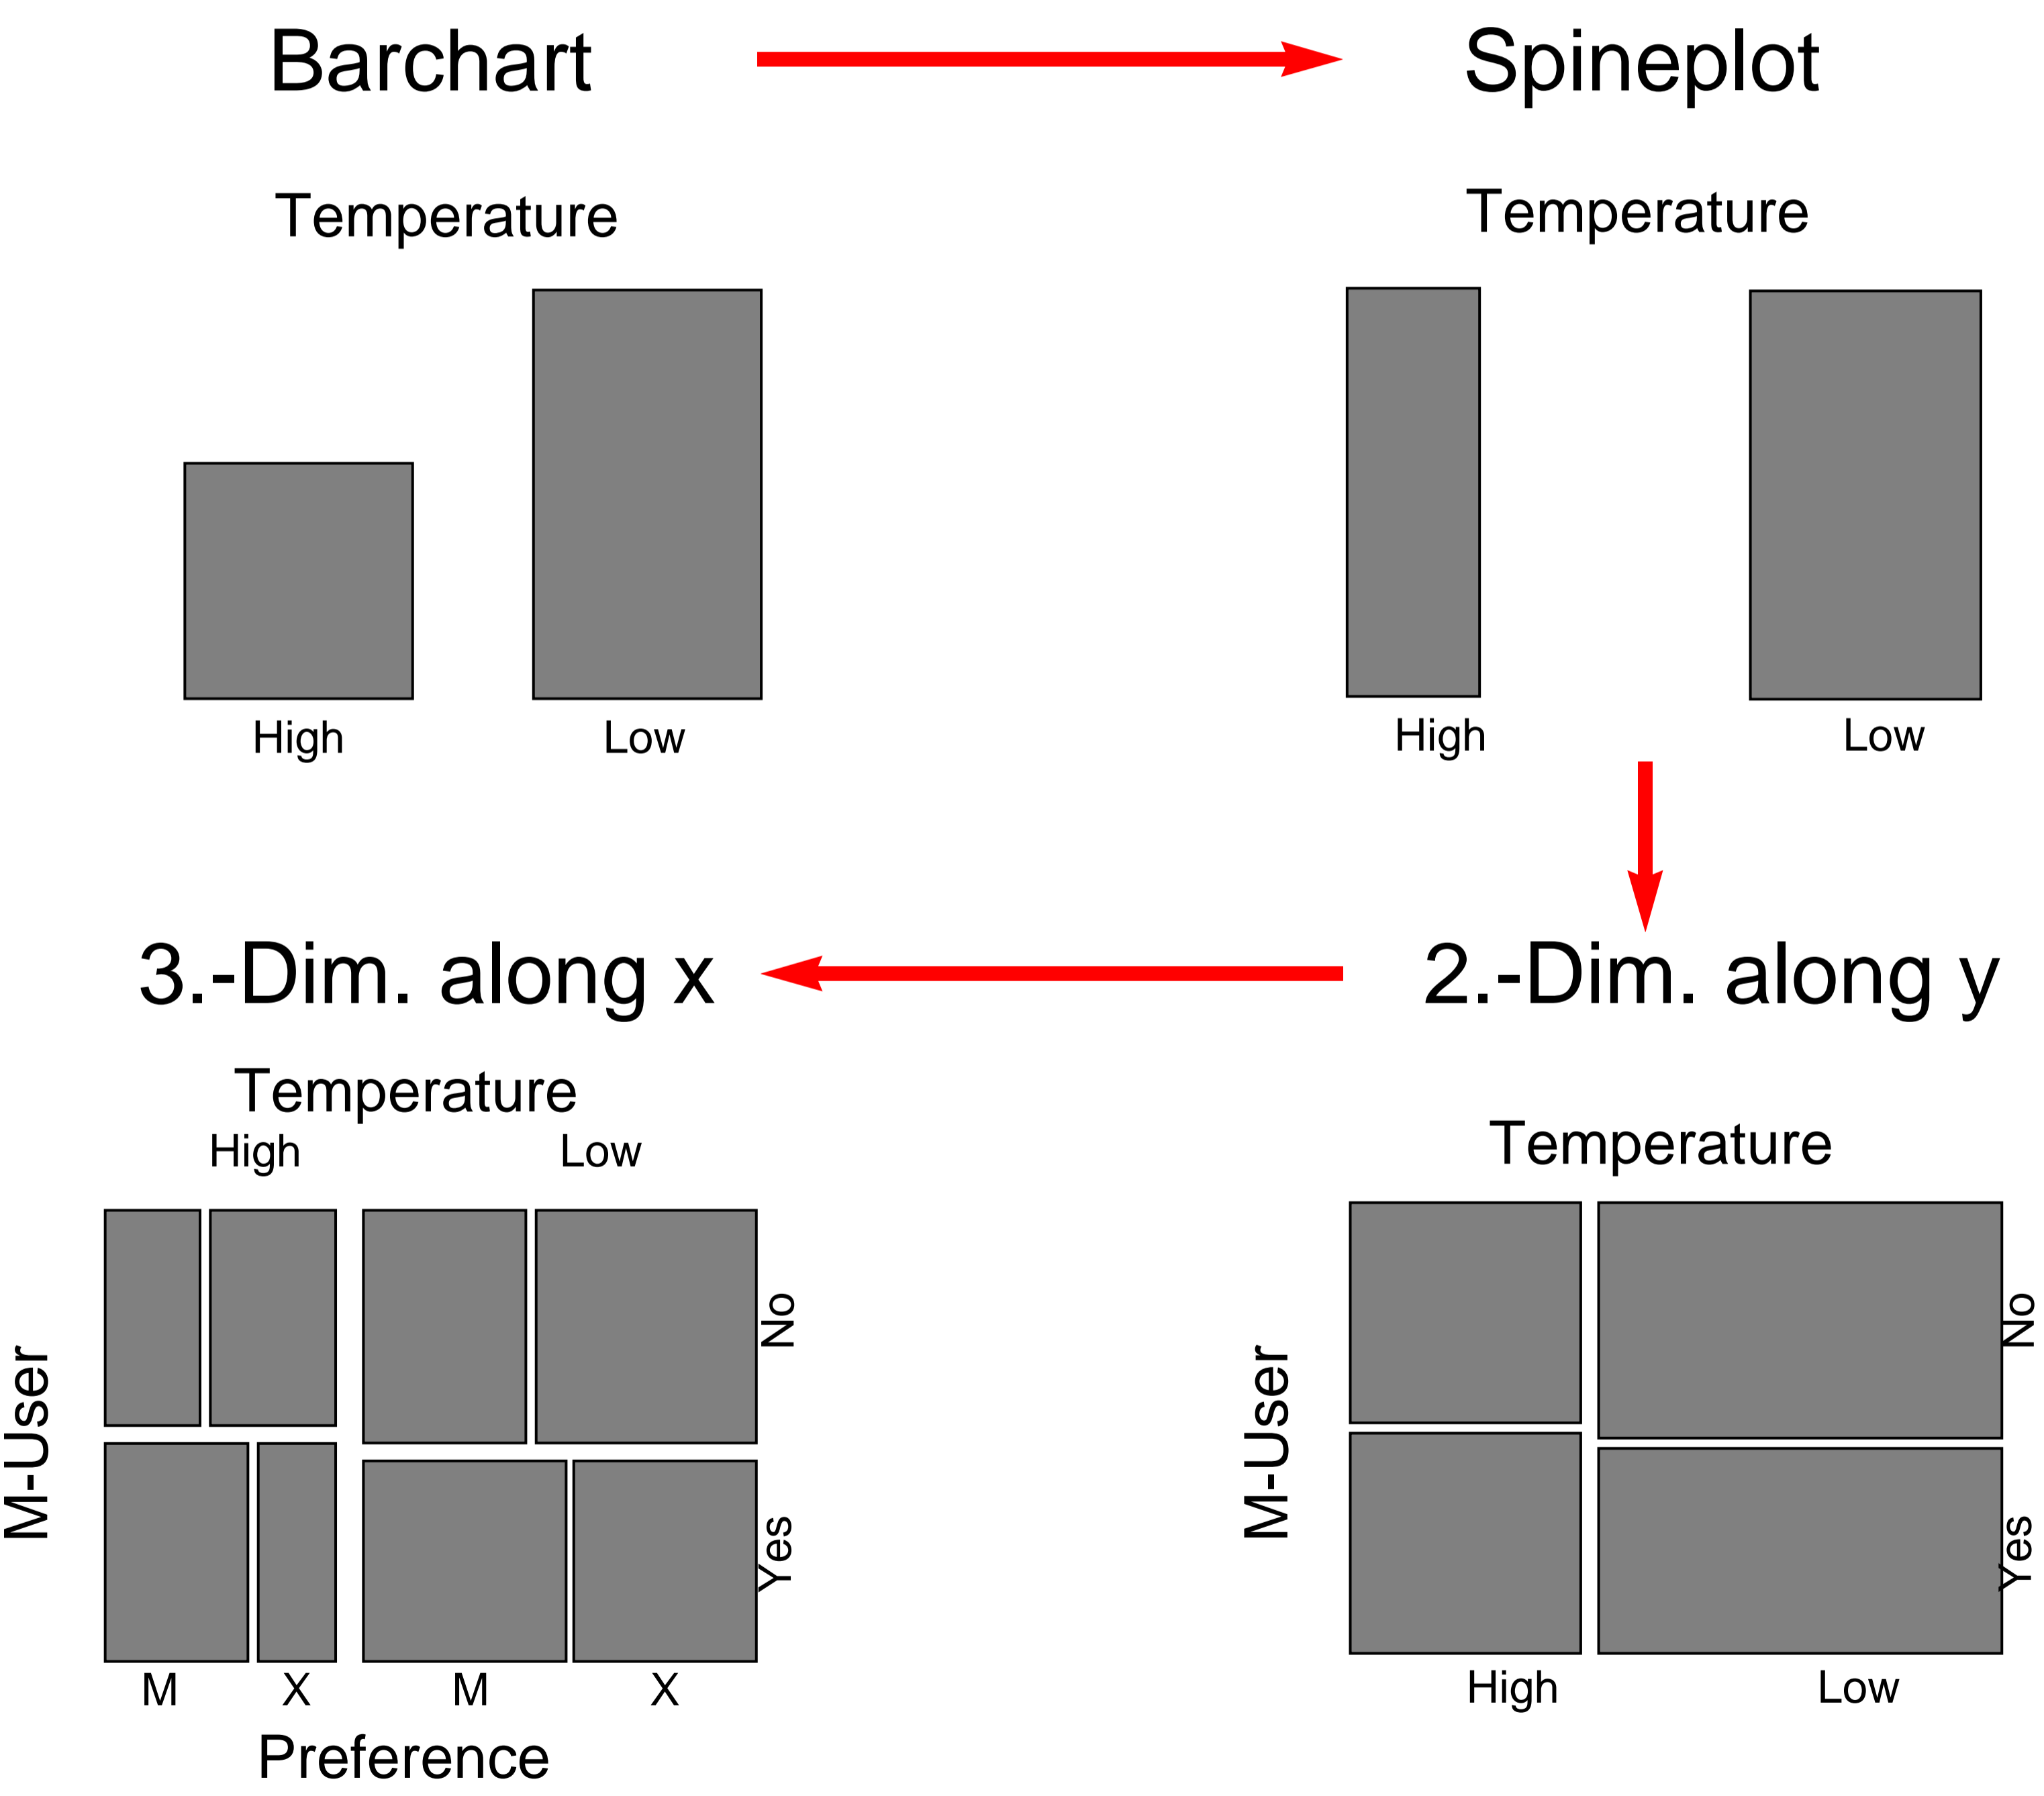 Barchart
Spineplot
Temperature
Temperature
High
Low
High
Low
3.-Dim. along x
2.-Dim. along y
Temperature
High
Low
Temperature
M-User
No
Yes
M-User
No
Yes
M
X
M
X
High
Low
Preference